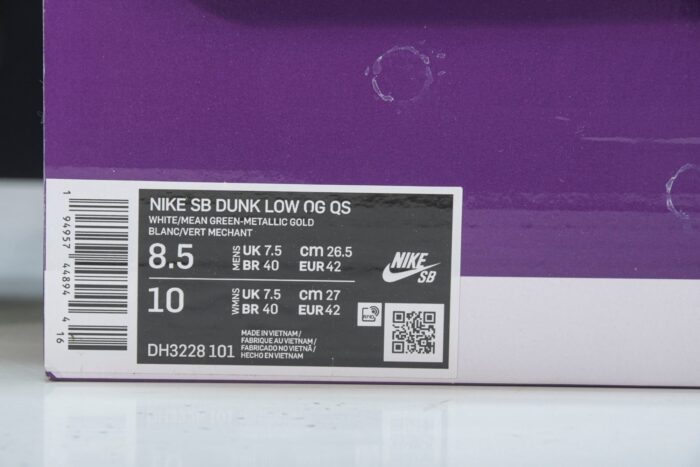 NIKE SB DUNK LOW OG QS
WHITE/MEAN GREEN-METALLIC GOLD
BLANC/VERT MECHANT
8.5 MENS UK 7.5 CM 26.5
BR 40 EUR 42
10 WMNS UK 7.5 CM 27
BR 40 EUR 42
NIKE
SB
RFID
DH3228 101
MADE IN VIETNAM/
FABRIQUE AU VIETNAM/
FABRICADO NO VIETNÃ/
HECHO EN VIETNAM
1 94957 44894 4 16